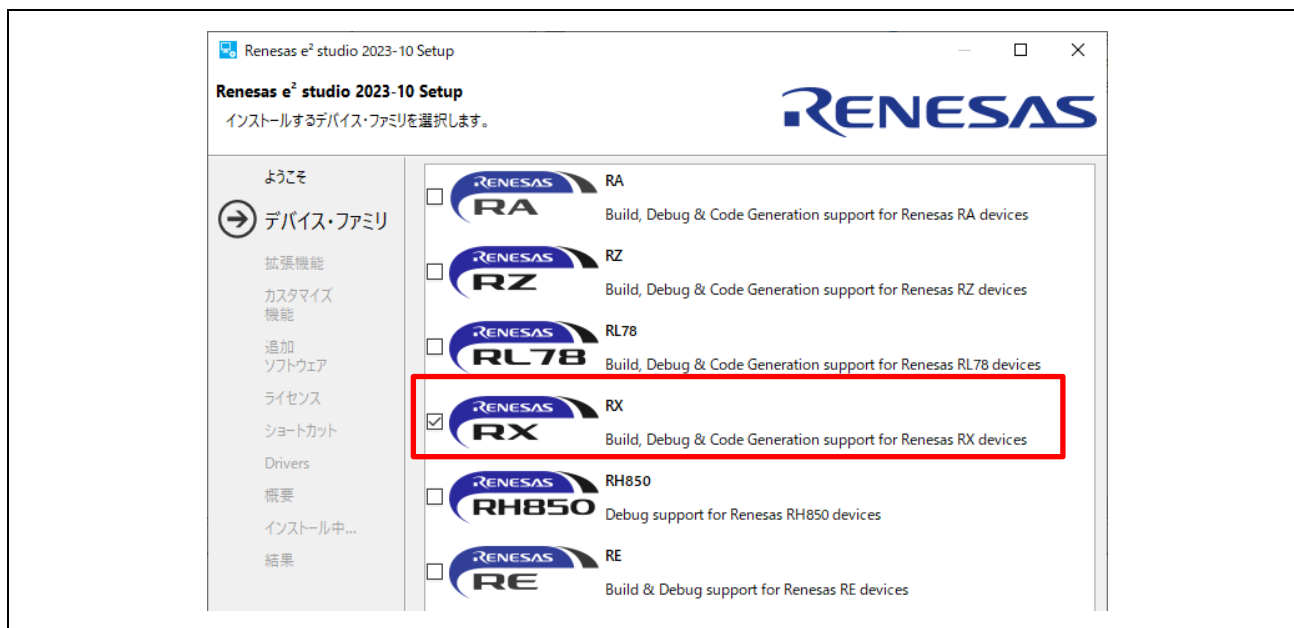 Renesas e² studio 2023-10 Setup
Renesas e² studio 2023-10 Setup
インストールするデバイス・ファミリを選択します。
RENESAS
ようこそ
デバイス・ファミリ
拡張機能
カスタマイズ
機能
追加
ソフトウェア
ライセンス
ショートカット
Drivers
概要
インストール中...
結果
RENESAS
RA
RA
Build, Debug & Code Generation support for Renesas RA devices
RENESAS
RZ
RZ
Build, Debug & Code Generation support for Renesas RZ devices
RENESAS
RL78
RL78
Build, Debug & Code Generation support for Renesas RL78 devices
RENESAS
RX
RX
Build, Debug & Code Generation support for Renesas RX devices
RENESAS
RH850
RH850
Debug support for Renesas RH850 devices
RENESAS
RE
RE
Build & Debug support for Renesas RE devices